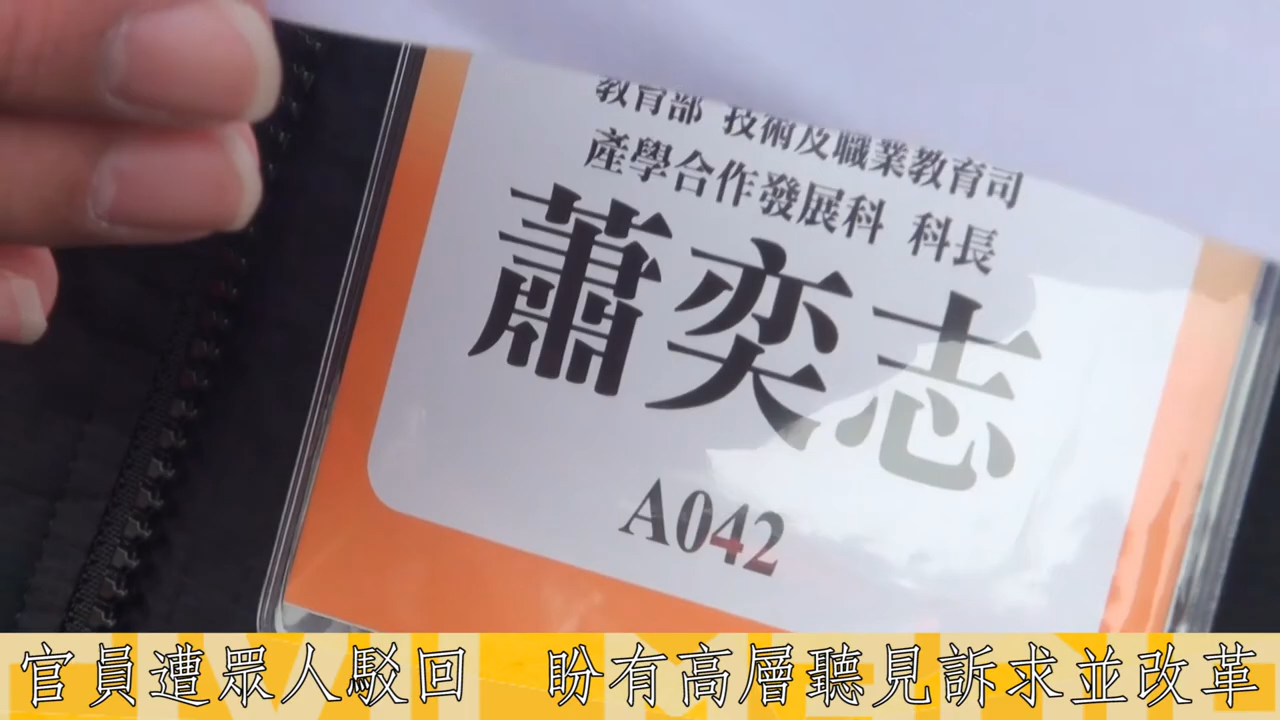 教育部 技術及職業教育司
產學合作發展科 科長
蕭奕志
A042
官員遭眾人駁回 盼有高層聽見訴求並改革